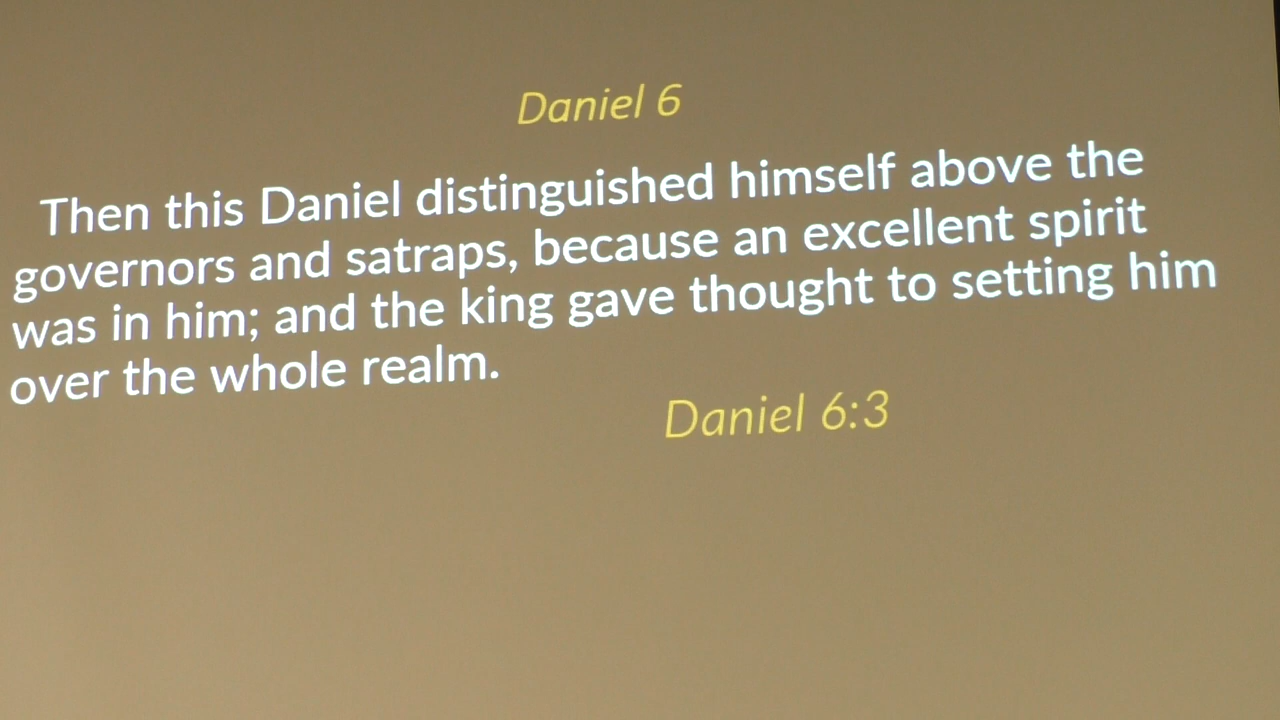 Daniel 6
Then this Daniel distinguished himself above the
governors and satraps, because an excellent spirit
was in him; and the king gave thought to setting him
over the whole realm.
Daniel 6:3